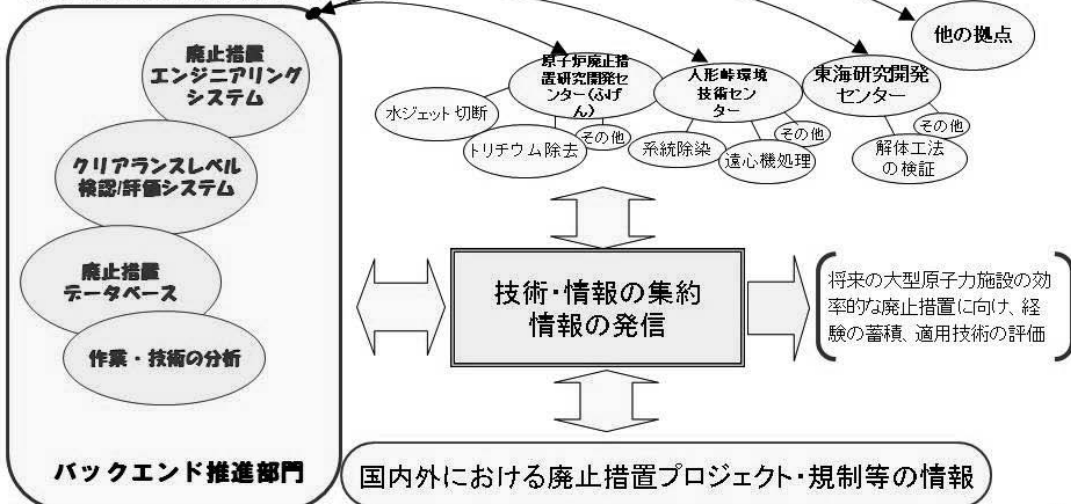 廃止措置
エンジニアリング
システム
クリアランスレベル
検認/評価システム
廃止措置
データベース
作業・技術の分析
バックエンド推進部門
原子炉廃止措
置研究開発セ
ンター(ふげ
ん)
水ジェット切断
トリチウム除去
その他
人形峠環境
技術セン
ター
系統除染
遠心機処理
その他
東海研究開発
センター
その他
解体工法
の検証
他の拠点
技術・情報の集約
情報の発信
将来の大型原子力施設の効
率的な廃止措置に向け、経
験の蓄積、適用技術の評価
国内外における廃止措置プロジェクト・規制等の情報